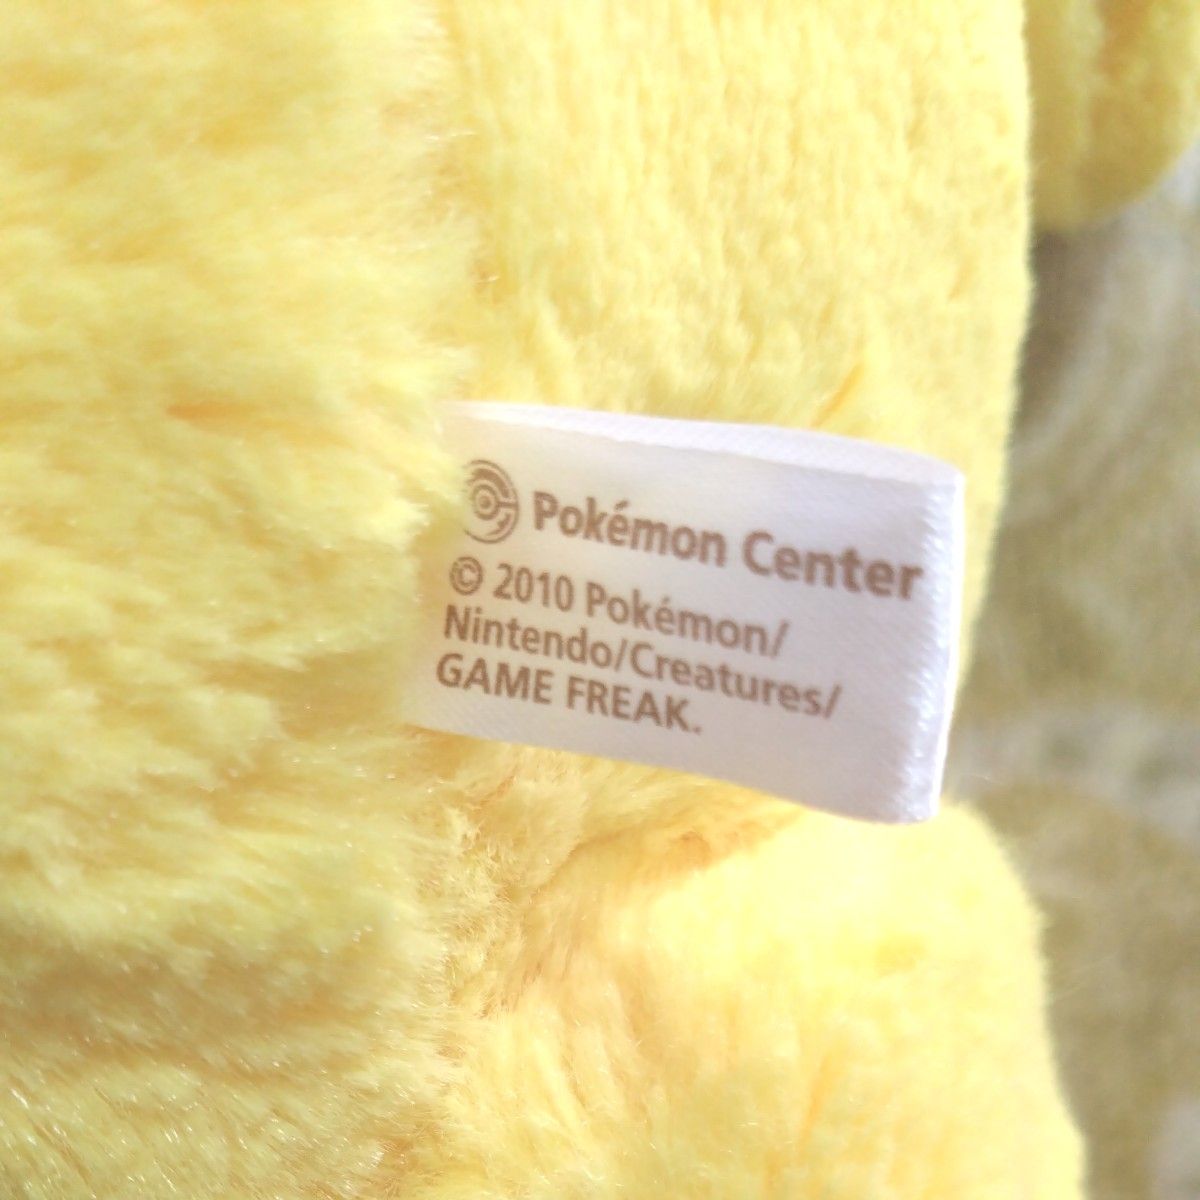 Pokémon Center
© 2010 Pokémon/
Nintendo/Creatures/
GAME FREAK.